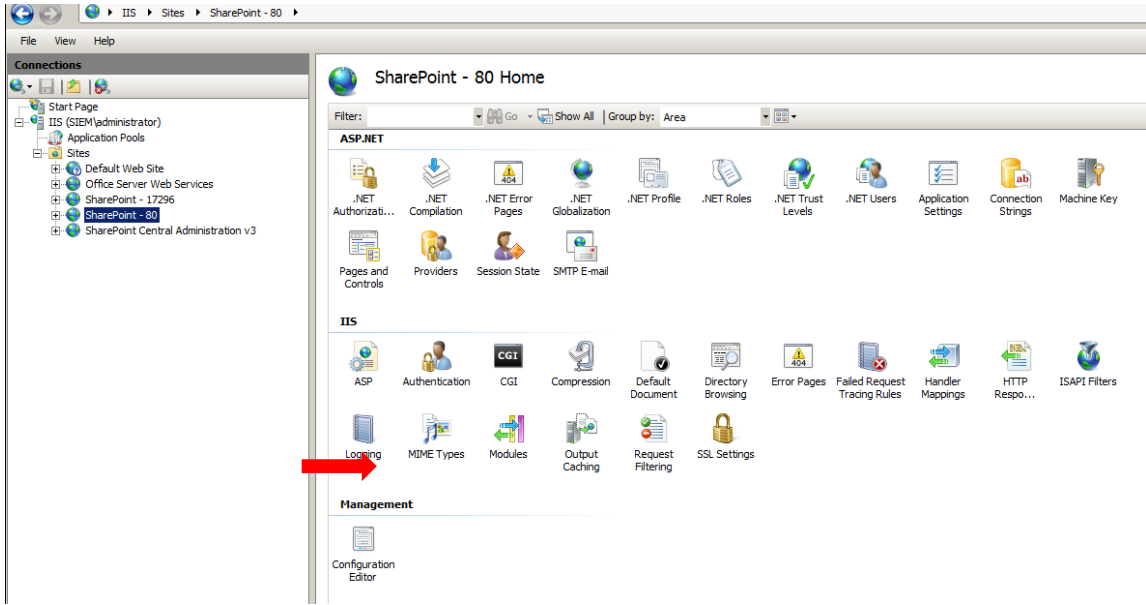 IIS Sites SharePoint - 80
File View Help
Connections
Start Page
IIS (SIEM\administrator)
Application Pools
Sites
Default Web Site
Office Server Web Services
SharePoint - 17296
SharePoint - 80
SharePoint Central Administration v3
SharePoint - 80 Home
Filter: Go Show All Group by: Area
ASP.NET
.NET Authorizati...
.NET Compilation
.NET Error Pages
.NET Globalization
.NET Profile
.NET Roles
.NET Trust Levels
.NET Users
Application Settings
Connection Strings
Machine Key
Pages and Controls
Providers
Session State
SMTP E-mail
IIS
ASP
Authentication
CGI
Compression
Default Document
Directory Browsing
Error Pages
Failed Request Tracing Rules
Handler Mappings
HTTP Respo...
ISAPI Filters
Logging
MIME Types
Modules
Output Caching
Request Filtering
SSL Settings
Management
Configuration Editor